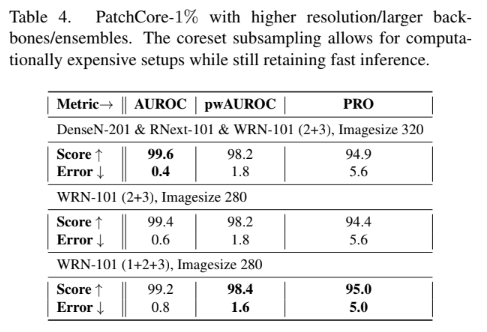 Table 4. PatchCore-1% with higher resolution/larger back-
bones/ensembles. The coreset subsampling allows for computa-
tionally expensive setups while still retaining fast inference.
Metric→ AUROC pwAUROC PRO
DenseN-201 & RNext-101 & WRN-101 (2+3), Imagesize 320
Score ↑ 99.6 98.2 94.9
Error ↓ 0.4 1.8 5.6
WRN-101 (2+3), Imagesize 280
Score ↑ 99.4 98.2 94.4
Error ↓ 0.6 1.8 5.6
WRN-101 (1+2+3), Imagesize 280
Score ↑ 99.2 98.4 95.0
Error ↓ 0.8 1.6 5.0